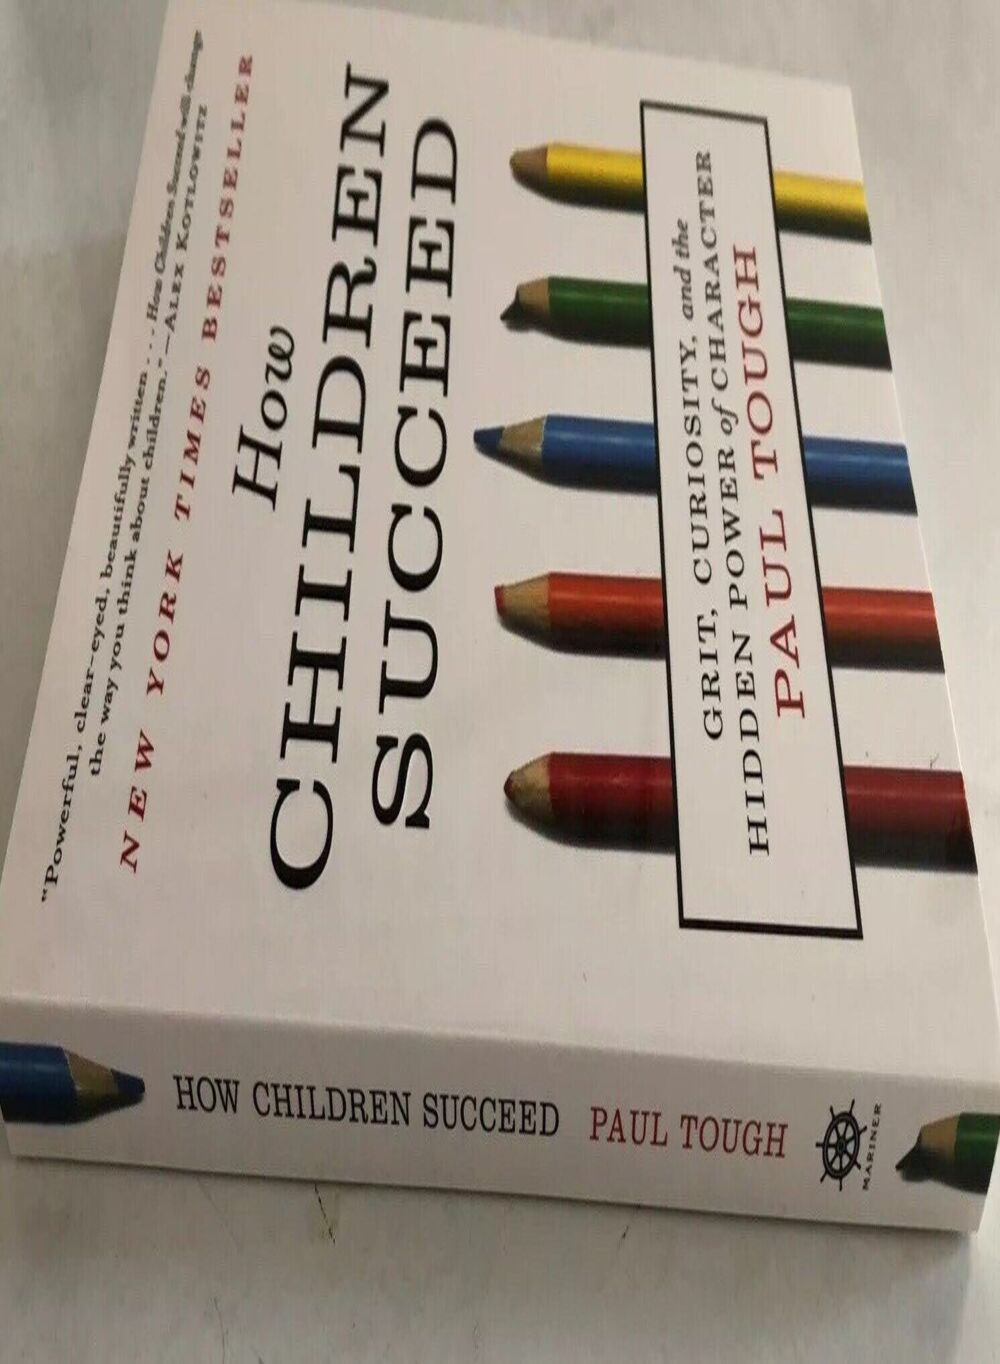 "Powerful, clear-eyed, beautifully written . . . How Children Succeed will change
the way you think about children." —ALEX KOTLOWITZ
NEW YORK TIMES BESTSELLER
How
CHILDREN
SUCCEED
GRIT, CURIOSITY, and the
HIDDEN POWER of CHARACTER
PAUL TOUGH
HOW CHILDREN SUCCEED PAUL TOUGH
MARINER